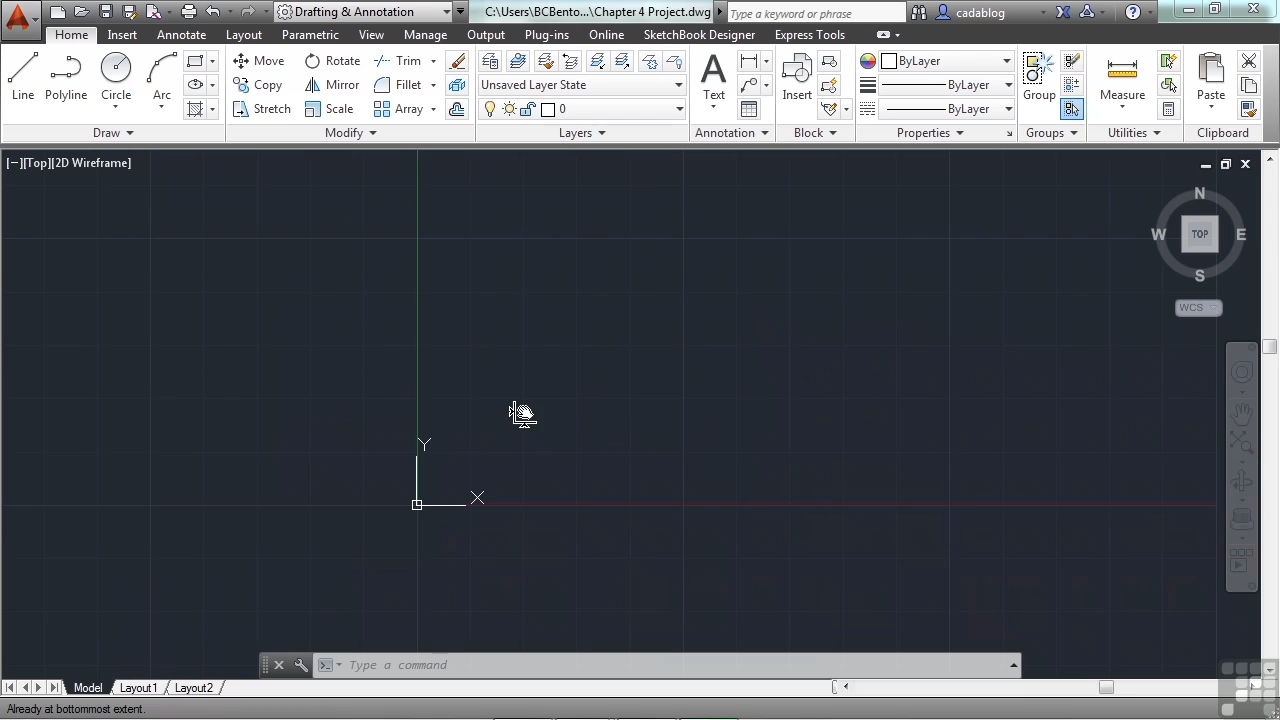 Drafting & Annotation
C:\Users\BCBento...\Chapter 4 Project.dwg
Type a keyword or phrase
cadablog
Home Insert Annotate Layout Parametric View Manage Output Plug-ins Online SketchBook Designer Express Tools
Line Polyline Circle Arc
Draw
Move Rotate Trim
Copy Mirror Fillet
Stretch Scale Array
Modify
Unsaved Layer State
0
Layers
A
Text
Annotation
Insert
Block
ByLayer
ByLayer
ByLayer
Properties
Group
Groups
Measure
Utilities
Paste
Clipboard
[−][Top][2D Wireframe]
N
W TOP E
S
WCS
Y
X
Type a command
Model Layout1 Layout2
Already at bottommost extent.